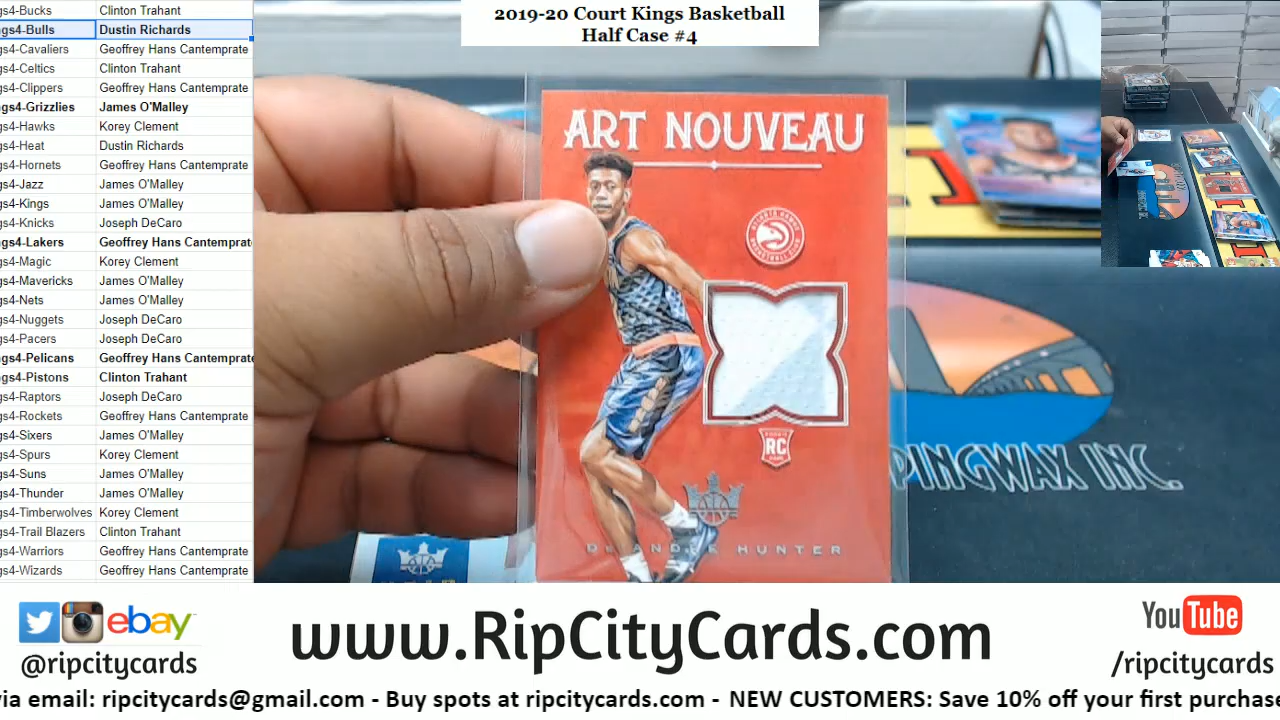 gs4-Bucks Clinton Trahant
gs4-Bulls Dustin Richards
gs4-Cavaliers Geoffrey Hans Cantemprate
gs4-Celtics Clinton Trahant
gs4-Clippers Geoffrey Hans Cantemprate
gs4-Grizzlies James O'Malley
gs4-Hawks Korey Clement
gs4-Heat Dustin Richards
gs4-Hornets Geoffrey Hans Cantemprate
gs4-Jazz James O'Malley
gs4-Kings James O'Malley
gs4-Knicks Joseph DeCaro
gs4-Lakers Geoffrey Hans Cantemprat
gs4-Magic Korey Clement
gs4-Mavericks James O'Malley
gs4-Nets James O'Malley
gs4-Nuggets Joseph DeCaro
gs4-Pacers Joseph DeCaro
gs4-Pelicans Geoffrey Hans Cantemprate
gs4-Pistons Clinton Trahant
gs4-Raptors Joseph DeCaro
gs4-Rockets Geoffrey Hans Cantemprate
gs4-Sixers James O'Malley
gs4-Spurs Korey Clement
gs4-Suns James O'Malley
gs4-Thunder James O'Malley
gs4-Timberwolves Korey Clement
gs4-Trail Blazers Clinton Trahant
gs4-Warriors Geoffrey Hans Cantemprate
gs4-Wizards Geoffrey Hans Cantemprate
2019-20 Court Kings Basketball
Half Case #4
ART NOUVEAU
RC
DE'ANDRE HUNTER
PINGWAX INC.
ebay
@ripcitycards
www.RipCityCards.com
YouTube
/ripcitycards
via email: ripcitycards@gmail.com - Buy spots at ripcitycards.com - NEW CUSTOMERS: Save 10% off your first purchase